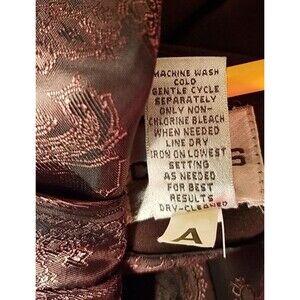 MACHINE WASH
COLD
GENTLE CYCLE
SEPARATELY
ONLY NON-
CHLORINE BLEACH
WHEN NEEDED
LINE DRY
IRON ON LOWEST
SETTING
AS NEEDED
FOR BEST
RESULTS
DRY-CLEANED
A